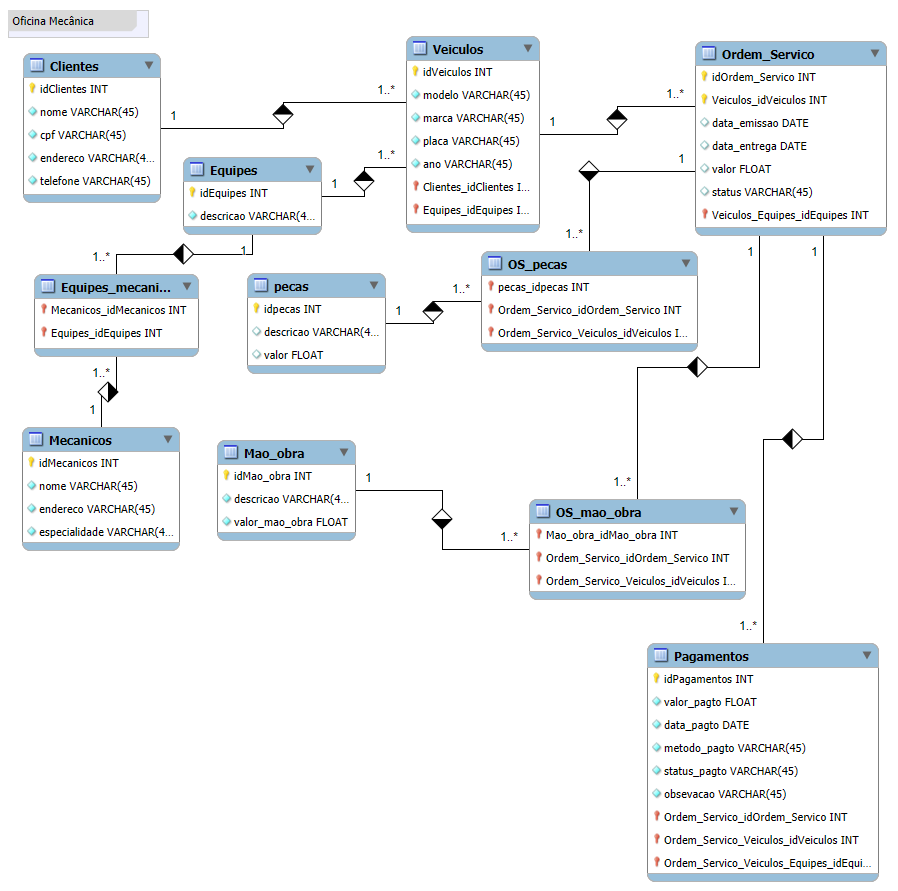 Oficina Mecânica
Clientes
idClientes INT
nome VARCHAR(45)
cpf VARCHAR(45)
endereco VARCHAR(4...
telefone VARCHAR(45)
1
1..*
Veiculos
idVeiculos INT
modelo VARCHAR(45)
marca VARCHAR(45)
placa VARCHAR(45)
ano VARCHAR(45)
Clientes_idClientes I...
Equipes_idEquipes I...
1
1..*
Ordem_Servico
idOrdem_Servico INT
Veiculos_idVeiculos INT
data_emissao DATE
data_entrega DATE
valor FLOAT
status VARCHAR(45)
Veiculos_Equipes_idEquipes INT
Equipes
idEquipes INT
descricao VARCHAR(4...
1
1..*
1
1..*
1
1..*
Equipes_mecani...
Mecanicos_idMecanicos INT
Equipes_idEquipes INT
1..*
1
pecas
idpecas INT
descricao VARCHAR(4...
valor FLOAT
1
1..*
OS_pecas
pecas_idpecas INT
Ordem_Servico_idOrdem_Servico INT
Ordem_Servico_Veiculos_idVeiculos I...
1
1
Mecanicos
idMecanicos INT
nome VARCHAR(45)
endereco VARCHAR(45)
especialidade VARCHAR(4...
Mao_obra
idMao_obra INT
descricao VARCHAR(4...
valor_mao_obra FLOAT
1
1..*
1..*
OS_mao_obra
Mao_obra_idMao_obra INT
Ordem_Servico_idOrdem_Servico INT
Ordem_Servico_Veiculos_idVeiculos I...
1..*
Pagamentos
idPagamentos INT
valor_pagto FLOAT
data_pagto DATE
metodo_pagto VARCHAR(45)
status_pagto VARCHAR(45)
obsevacao VARCHAR(45)
Ordem_Servico_idOrdem_Servico INT
Ordem_Servico_Veiculos_idVeiculos INT
Ordem_Servico_Veiculos_Equipes_idEqui...